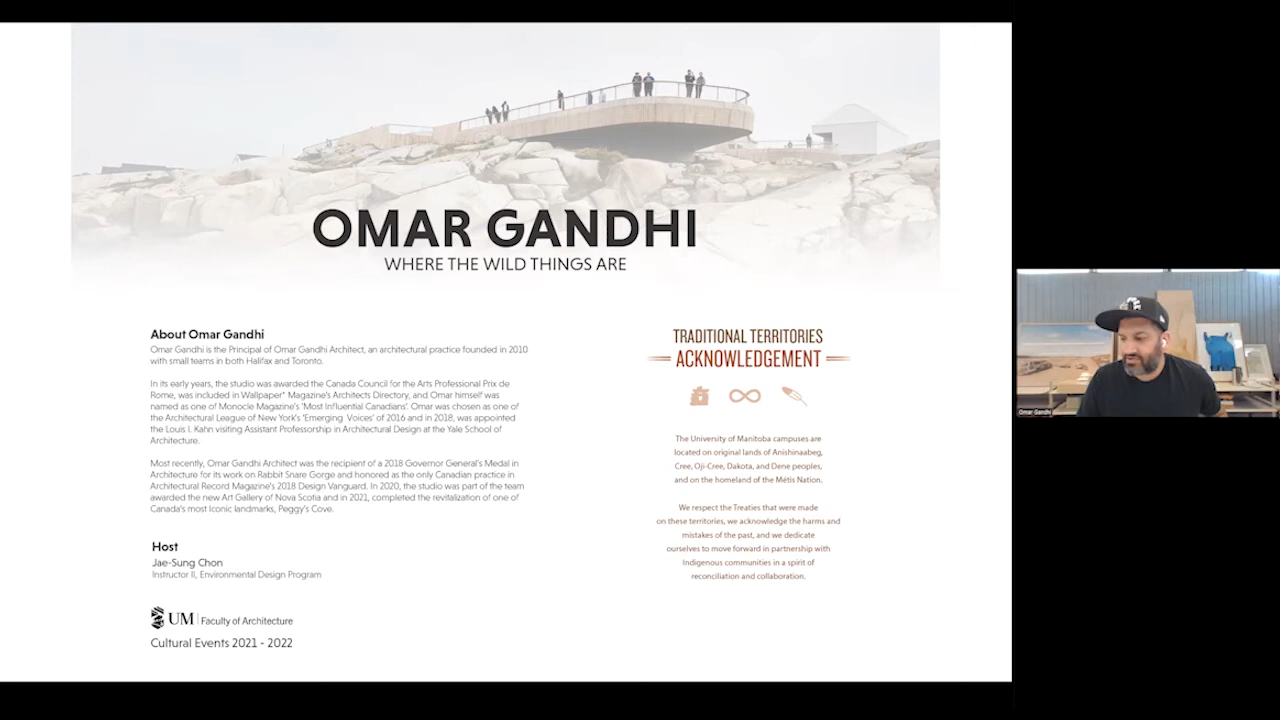 OMAR GANDHI
WHERE THE WILD THINGS ARE
About Omar Gandhi
Omar Gandhi is the Principal of Omar Gandhi Architect, an architectural practice founded in 2010
with small teams in both Halifax and Toronto.
In its early years, the studio was awarded the Canada Council for the Arts Professional Prix de
Rome, was included in Wallpaper* Magazine's Architects Directory, and Omar himself was
named as one of Monocle Magazine's 'Most Influential Canadians'. Omar was chosen as one of
the Architectural League of New York's 'Emerging Voices' of 2016 and in 2018, was appointed
the Louis I. Kahn visiting Assistant Professorship in Architectural Design at the Yale School of
Architecture.
Most recently, Omar Gandhi Architect was the recipient of a 2018 Governor General's Medal in
Architecture for its work on Rabbit Snare Gorge and honored as the only Canadian practice in
Architectural Record Magazine's 2018 Design Vanguard. In 2020, the studio was part of the team
awarded the new Art Gallery of Nova Scotia and in 2021, completed the revitalization of one of
Canada's most Iconic landmarks, Peggy's Cove.
Host
Jae-Sung Chon
Instructor II, Environmental Design Program
UM Faculty of Architecture
Cultural Events 2021 - 2022
TRADITIONAL TERRITORIES
ACKNOWLEDGEMENT
The University of Manitoba campuses are
located on original lands of Anishinaabeg,
Cree, Oji-Cree, Dakota, and Dene peoples,
and on the homeland of the Métis Nation.
We respect the Treaties that were made
on these territories, we acknowledge the harms and
mistakes of the past, and we dedicate
ourselves to move forward in partnership with
Indigenous communities in a spirit of
reconciliation and collaboration.
Omar Gandhi